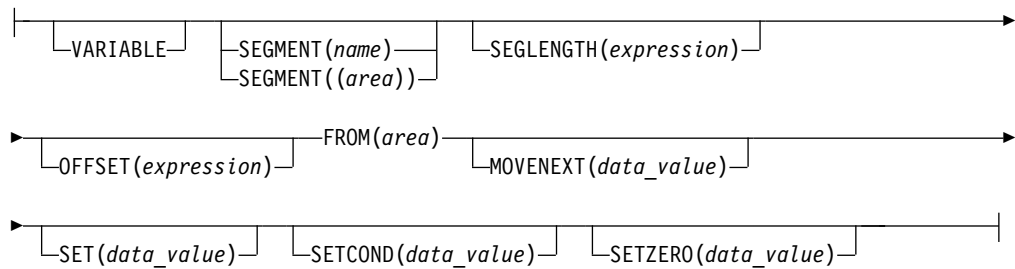 VARIABLE SEGMENT(name) SEGLENGTH(expression)
SEGMENT((area))
FROM(area)
OFFSET(expression) MOVENEXT(data_value)
SET(data_value) SETCOND(data_value) SETZERO(data_value)